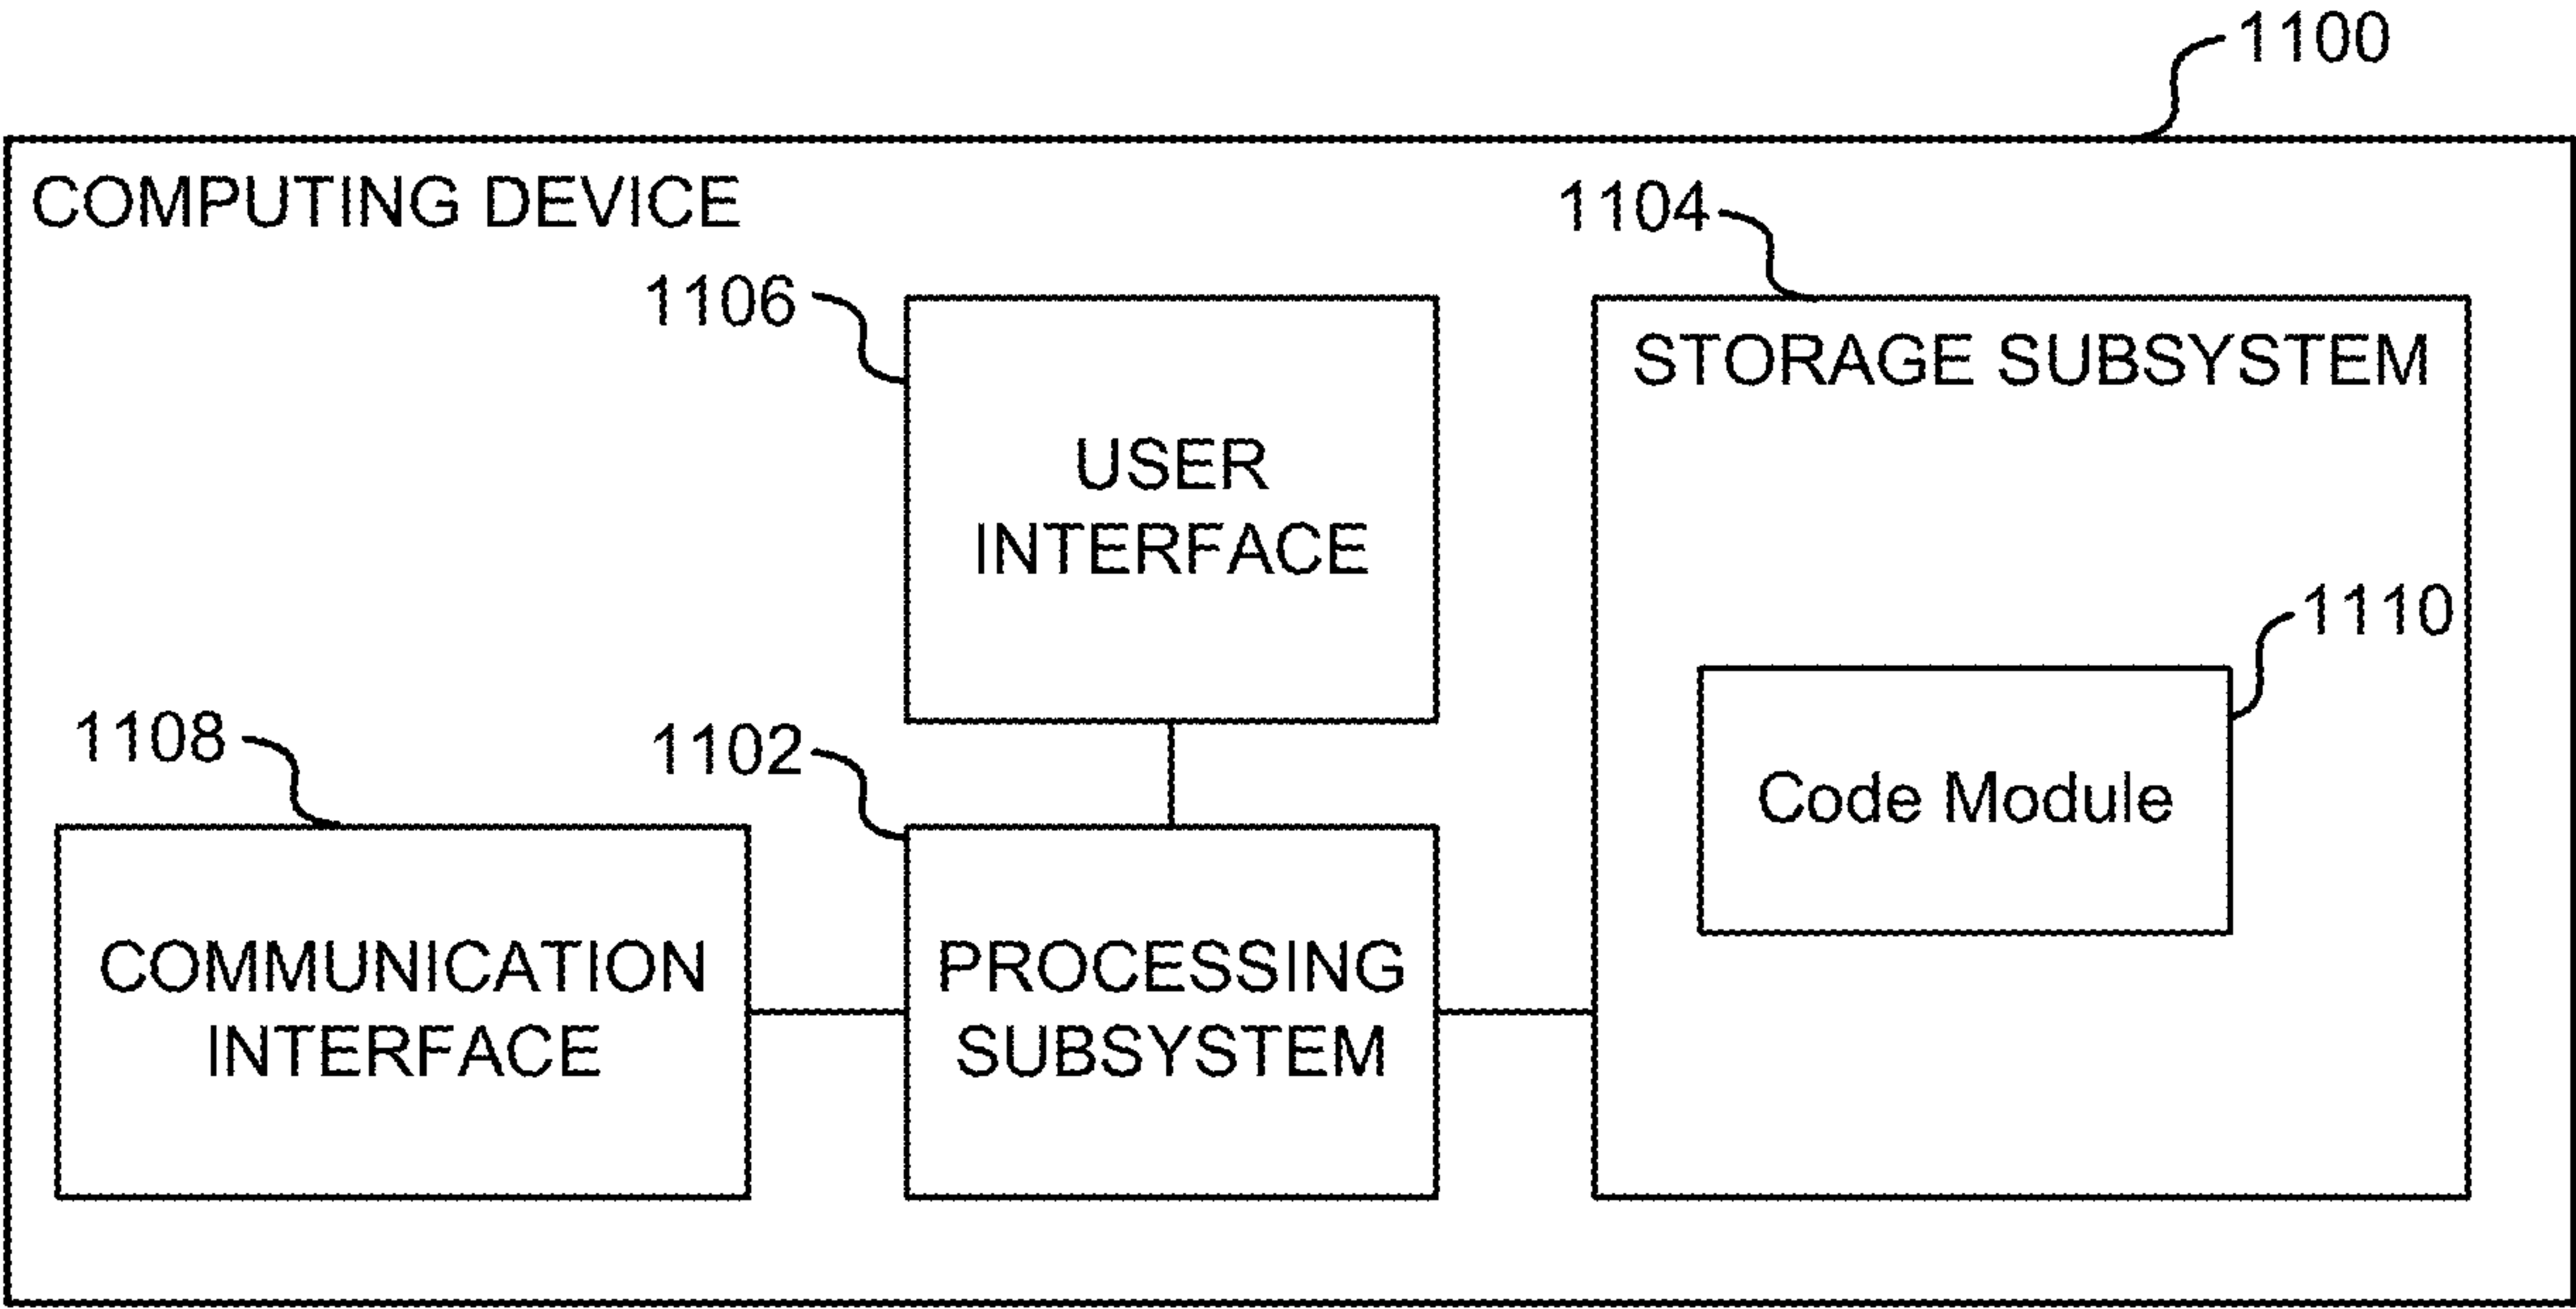 1100
COMPUTING DEVICE
1104
1106
STORAGE SUBSYSTEM
USER
INTERFACE
1110
1108
1102
Code Module
COMMUNICATION
INTERFACE
PROCESSING
SUBSYSTEM